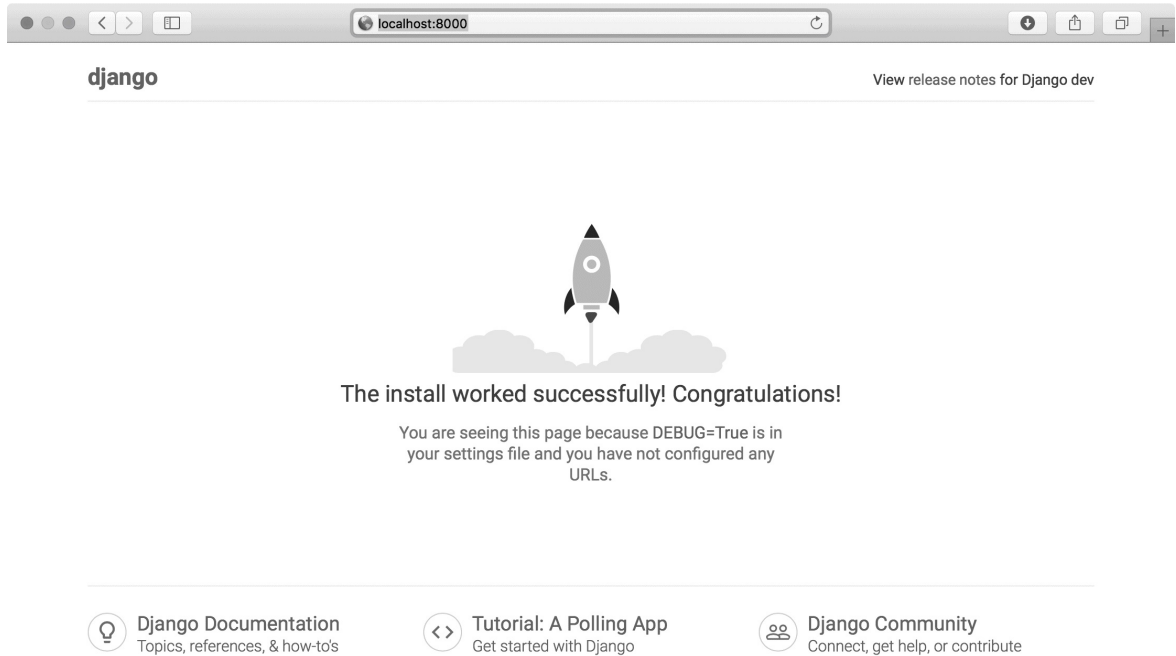 localhost:8000
django
View release notes for Django dev
The install worked successfully! Congratulations!
You are seeing this page because DEBUG=True is in
your settings file and you have not configured any
URLs.
Django Documentation
Topics, references, & how-to's
Tutorial: A Polling App
Get started with Django
Django Community
Connect, get help, or contribute